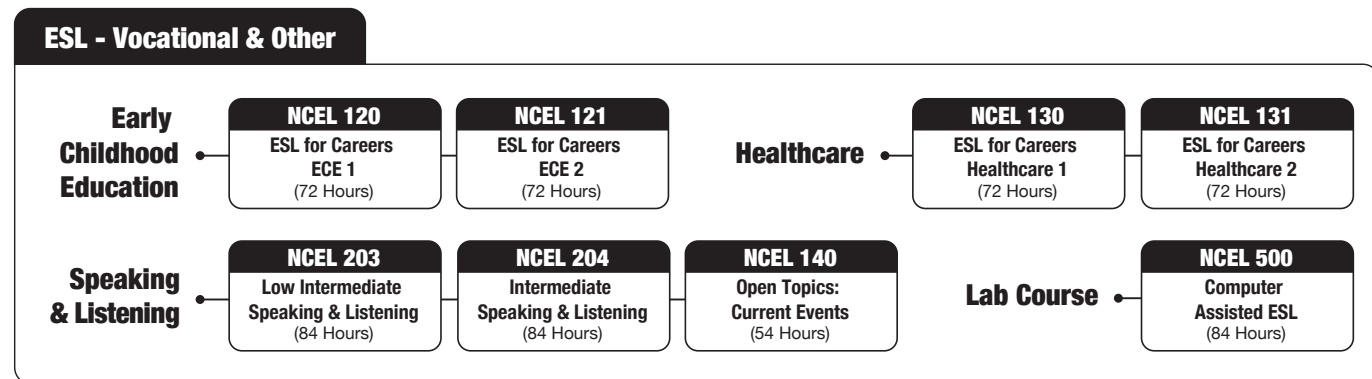 ESL - Vocational & Other
Early
Childhood
Education
NCEL 120
ESL for Careers
ECE 1
(72 Hours)
NCEL 121
ESL for Careers
ECE 2
(72 Hours)
Healthcare
NCEL 130
ESL for Careers
Healthcare 1
(72 Hours)
NCEL 131
ESL for Careers
Healthcare 2
(72 Hours)
Speaking
& Listening
NCEL 203
Low Intermediate
Speaking & Listening
(84 Hours)
NCEL 204
Intermediate
Speaking & Listening
(84 Hours)
NCEL 140
Open Topics:
Current Events
(54 Hours)
Lab Course
NCEL 500
Computer
Assisted ESL
(84 Hours)